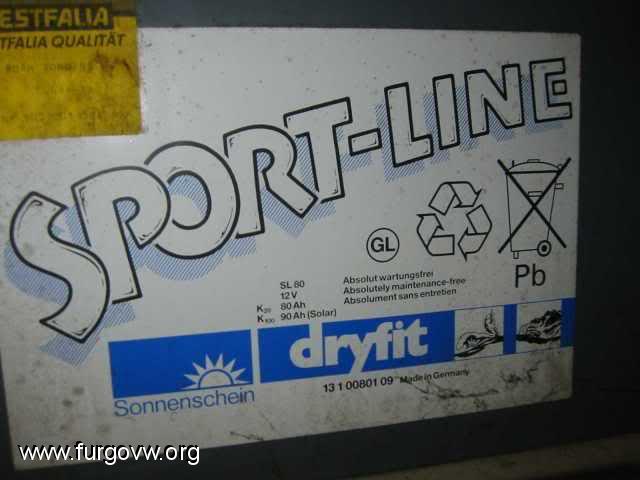 ESTFALIA
TFALIA QUALITÄT
SPORT-LINE
GL
Pb
SL 80
12 V
K20 80 Ah
K100 90 Ah (Solar)
Absolut wartungsfrei
Absolutely maintenance-free
Absolument sans entretien
dryfit
Sonnenschein
13 1 00801 09 Made in Germany
www.furgovw.org